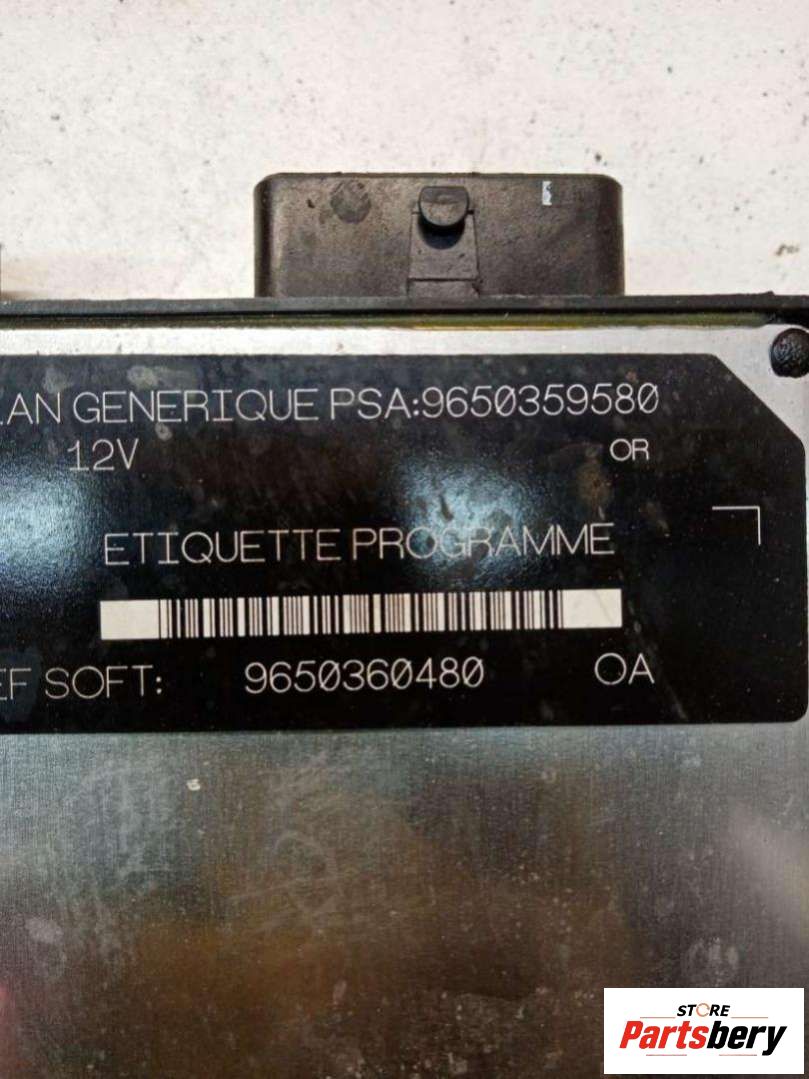 LAN GENERIQUE PSA:9650359580
12V OR
ETIQUETTE PROGRAMME
EF SOFT: 9650360480 OA
STORE
Partsbery